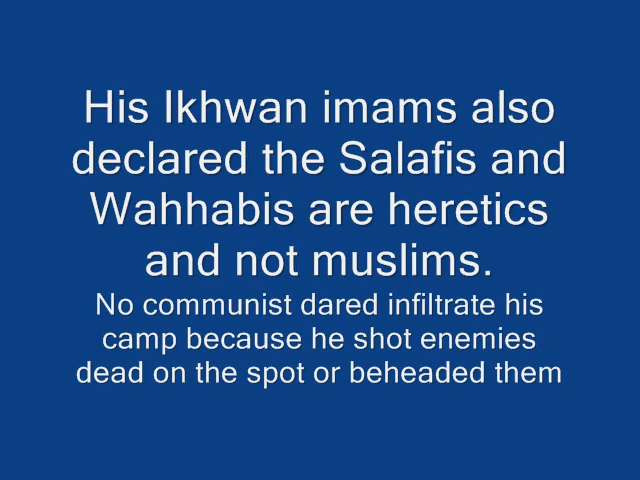 His Ikhwan imams also
declared the Salafis and
Wahhabis are heretics
and not muslims.
No communist dared infiltrate his
camp because he shot enemies
dead on the spot or beheaded them